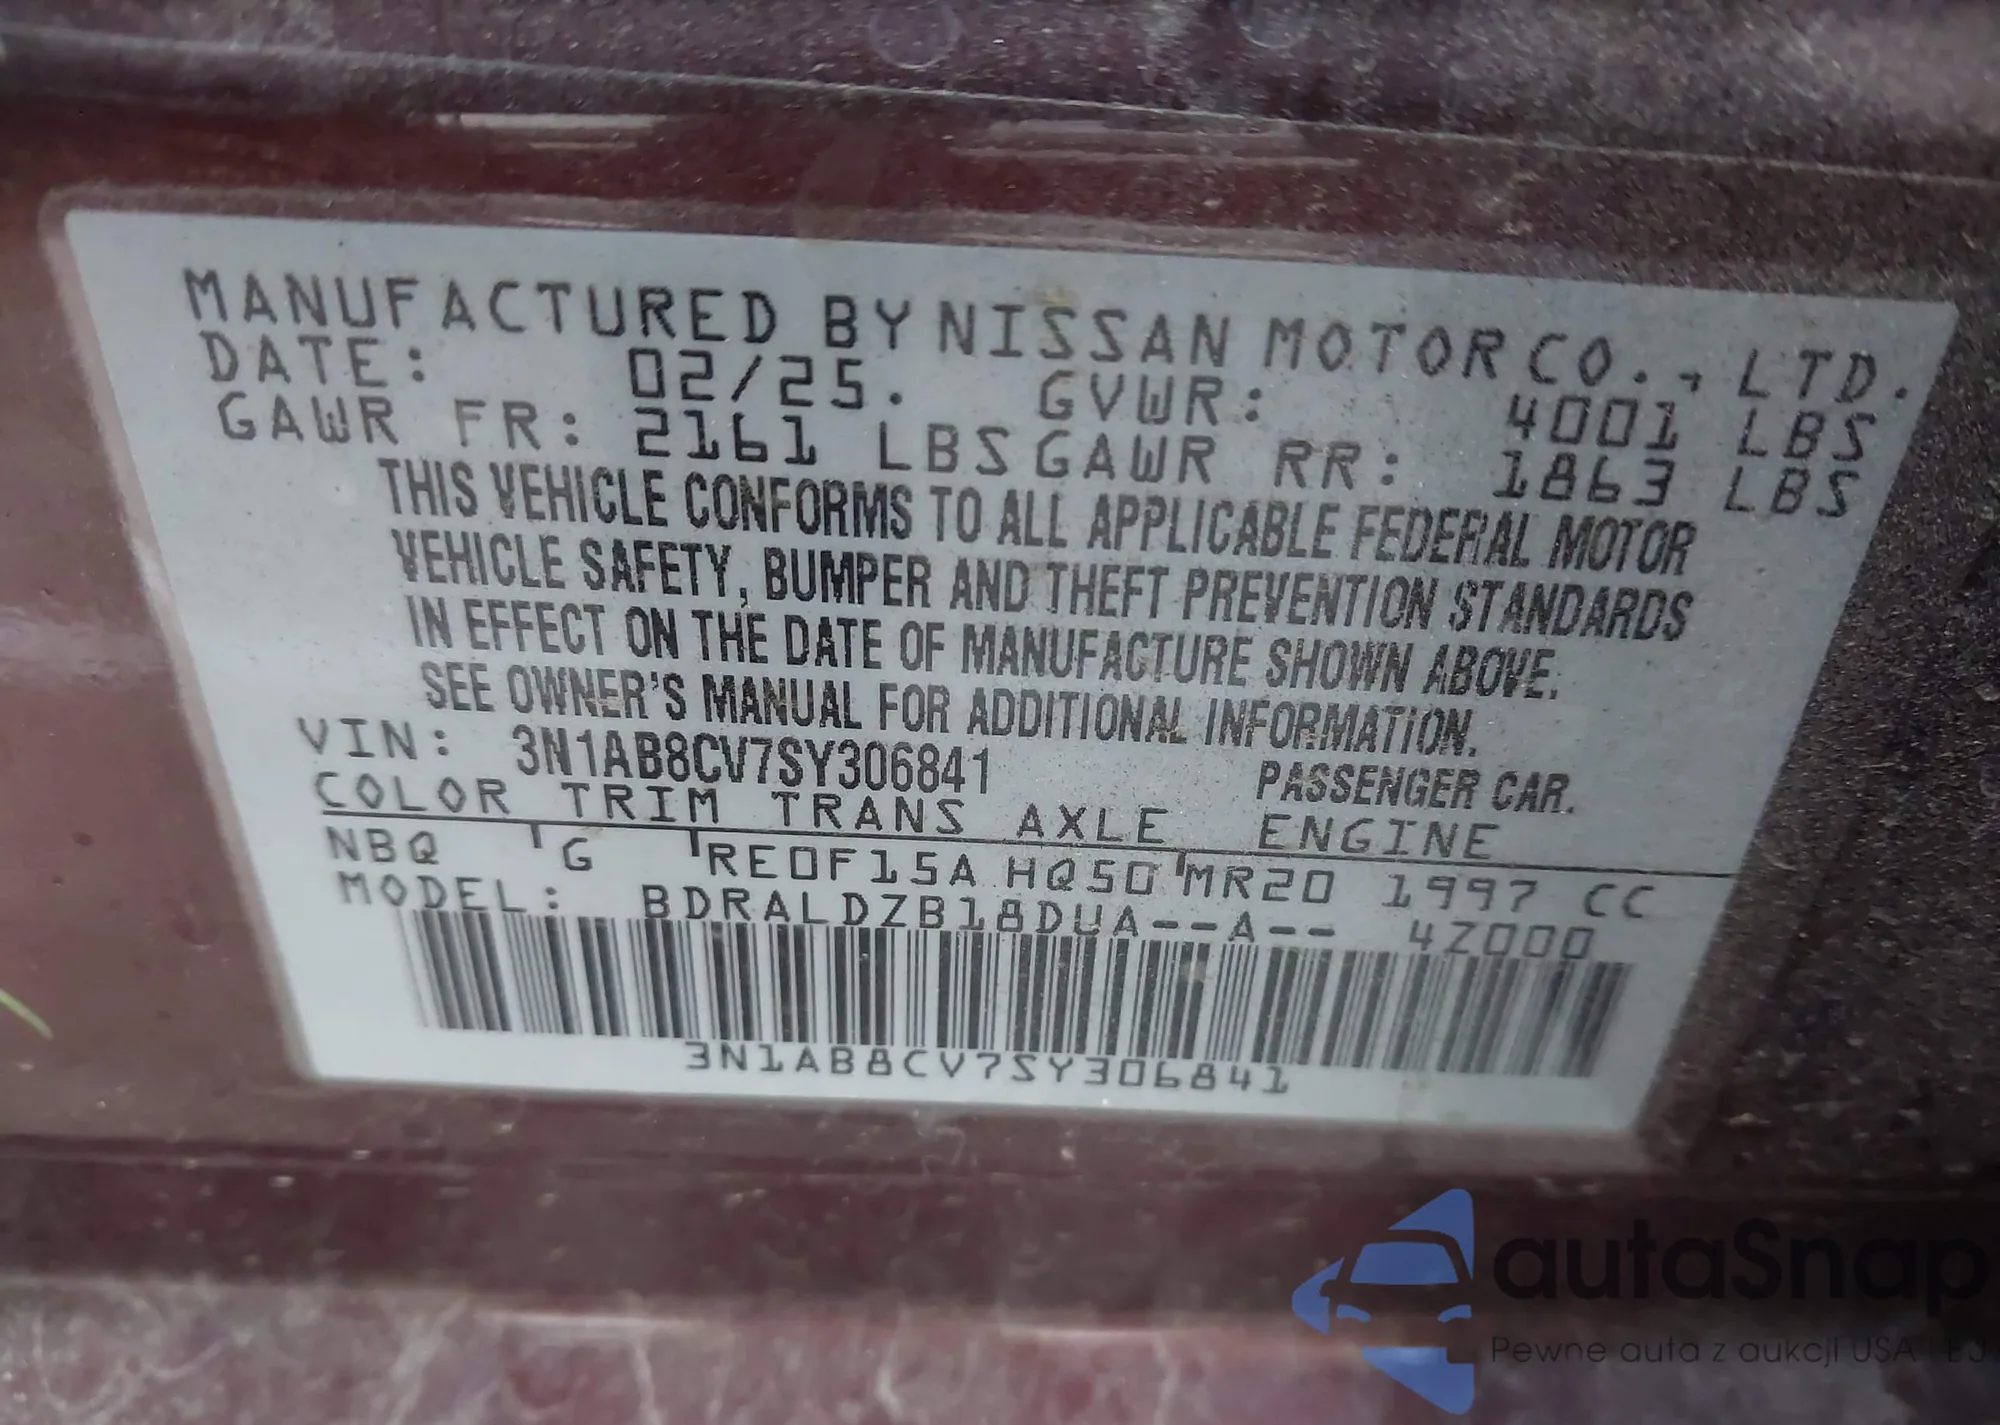 MANUFACTURED BY NISSAN MOTOR CO., LTD.
DATE: 02/25. GVWR: 4001 LBS
GAWR FR: 2161 LBS GAWR RR: 1863 LBS
THIS VEHICLE CONFORMS TO ALL APPLICABLE FEDERAL MOTOR
VEHICLE SAFETY, BUMPER AND THEFT PREVENTION STANDARDS
IN EFFECT ON THE DATE OF MANUFACTURE SHOWN ABOVE.
SEE OWNER'S MANUAL FOR ADDITIONAL INFORMATION.
VIN: 3N1AB8CV7SY306841 PASSENGER CAR.
COLOR TRIM TRANS AXLE ENGINE
NBQ G RE0F15A HQ50 MR20 1997 CC
MODEL: BDRALDZB18DUA--A-- 4Z000
3N1AB8CV7SY306841
autaSnap
Pewne auta z aukcji USA i EU